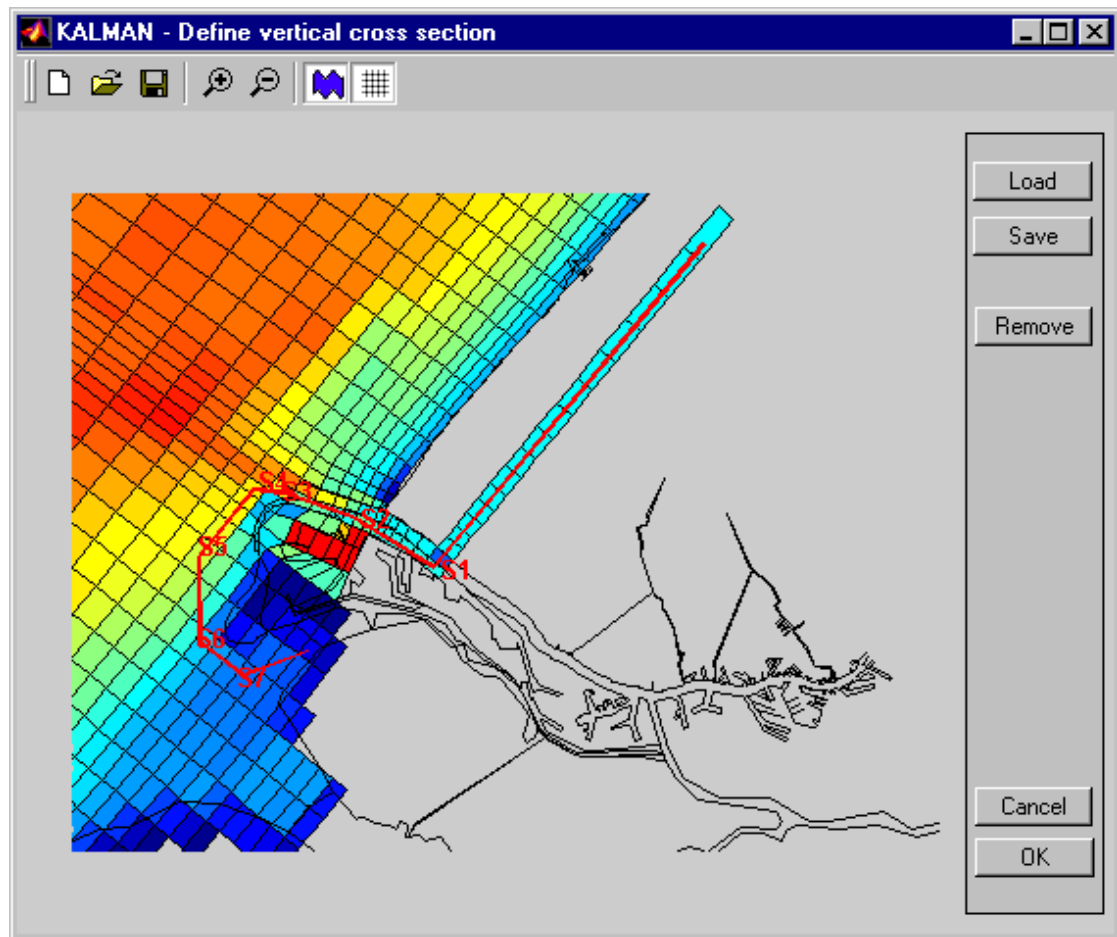 KALMAN - Define vertical cross section
Load
Save
Remove
S4
S3
S2
S5
S1
S6
S7
Cancel
OK